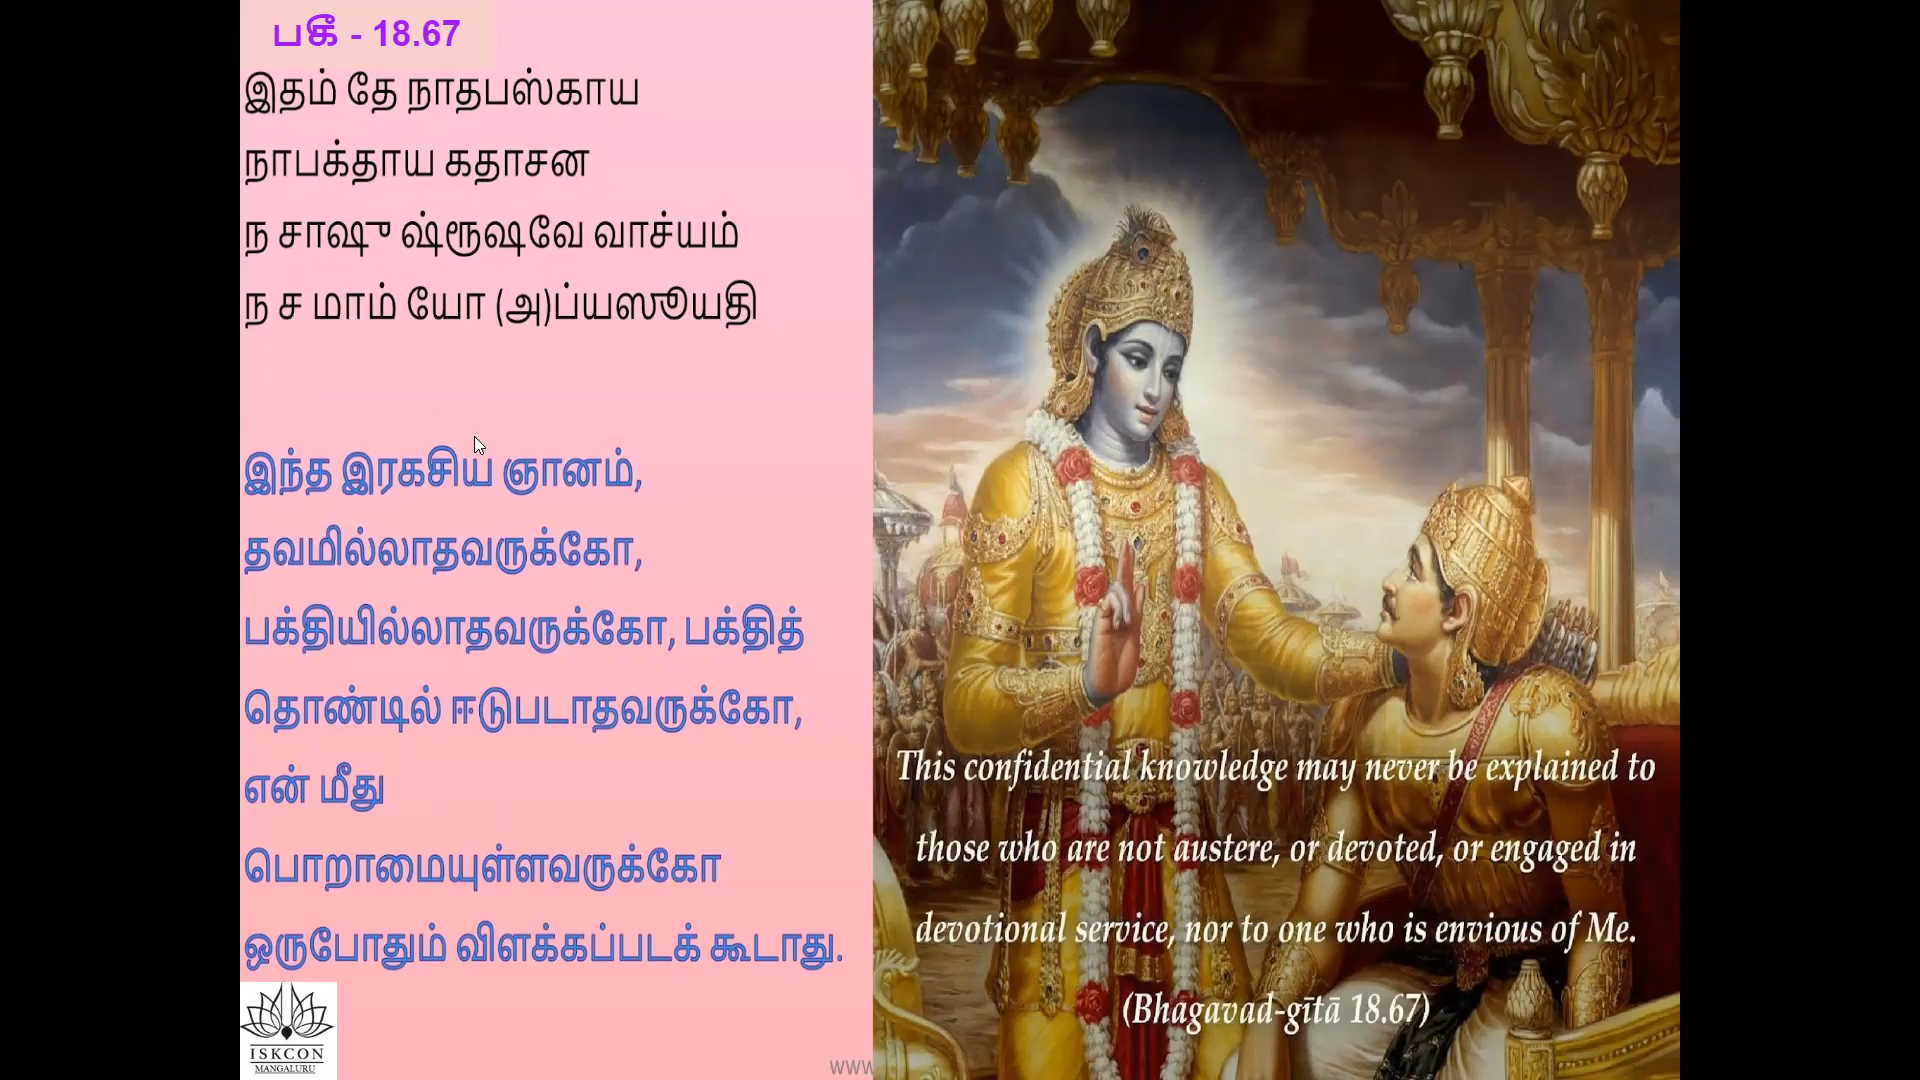 பகீ - 18.67
இதம் தே நாதபஸ்காய
நாபக்தாய கதாசன
ந சாஷு ஷ்ரூஷவே வாச்யம்
ந ச மாம் யோ (அ)ப்யஸூயதி
இந்த இரகசிய ஞானம்,
தவமில்லாதவருக்கோ,
பக்தியில்லாதவருக்கோ, பக்தித்
தொண்டில் ஈடுபடாதவருக்கோ,
என் மீது
பொறாமையுள்ளவருக்கோ
ஒருபோதும் விளக்கப்படக் கூடாது.
ISKCON
MANGALURU
www
This confidential knowledge may never be explained to
those who are not austere, or devoted, or engaged in
devotional service, nor to one who is envious of Me.
(Bhagavad-gītā 18.67)